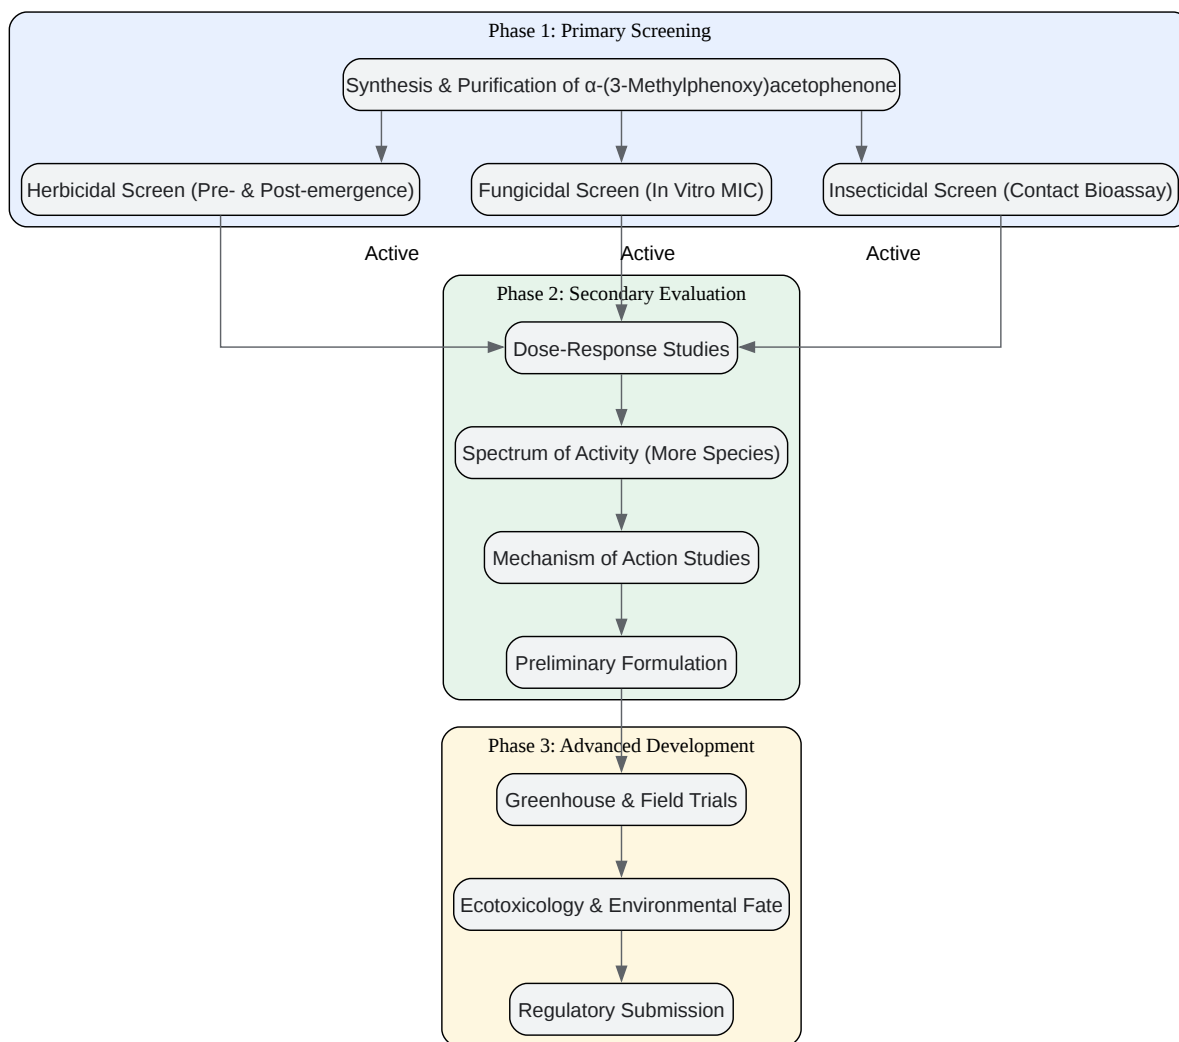 Phase 1: Primary Screening
Synthesis & Purification of α-(3-Methylphenoxy)acetophenone
Herbicidal Screen (Pre- & Post-emergence)
Fungicidal Screen (In Vitro MIC)
Insecticidal Screen (Contact Bioassay)
Active
Active
Active
Phase 2: Secondary Evaluation
Dose-Response Studies
Spectrum of Activity (More Species)
Mechanism of Action Studies
Preliminary Formulation
Phase 3: Advanced Development
Greenhouse & Field Trials
Ecotoxicology & Environmental Fate
Regulatory Submission